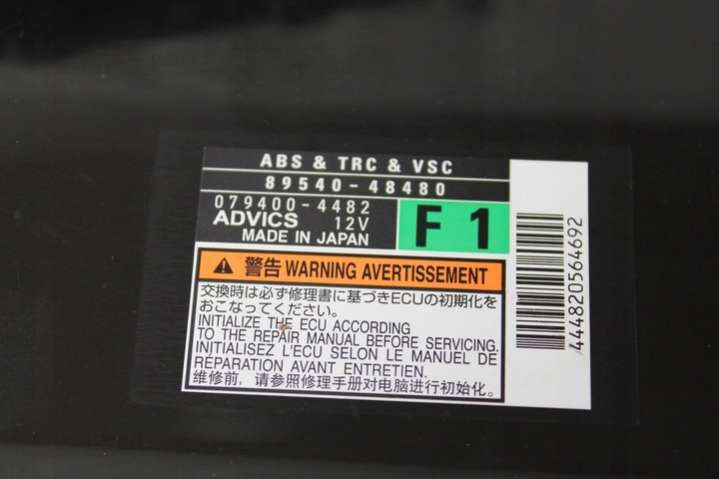 ABS & TRC & VSC
89540-48480
079400-4482
ADVICS 12V
MADE IN JAPAN
F 1
警告 WARNING AVERTISSEMENT
交換時は必ず修理書に基づきECUの初期化を
おこなってください。
INITIALIZE THE ECU ACCORDING
TO THE REPAIR MANUAL BEFORE SERVICING.
INITIALISEZ L'ECU SELON LE MANUEL DE
RÉPARATION AVANT ENTRETIEN.
维修前，请参照修理手册对电脑进行初始化。
444820564692